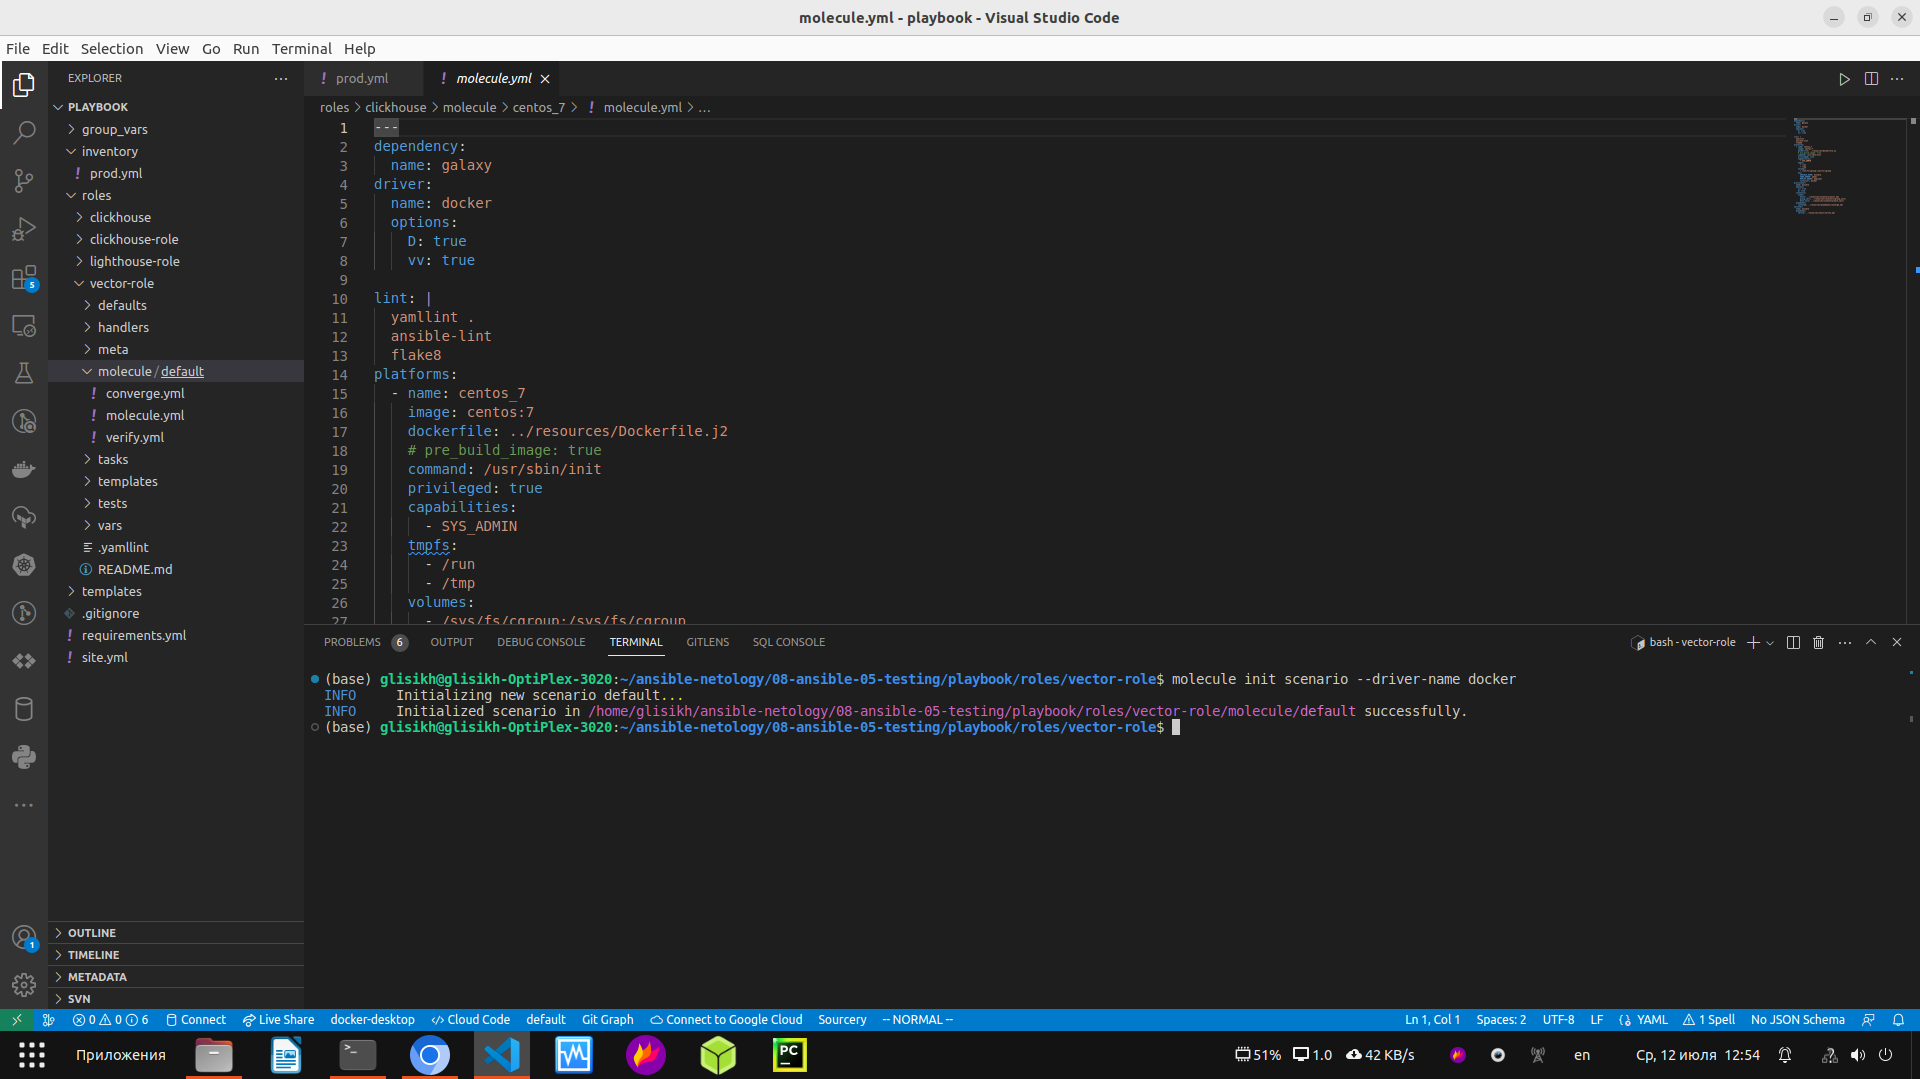 molecule.yml - playbook - Visual Studio Code
File Edit Selection View Go Run Terminal Help
EXPLORER
PLAYBOOK
group_vars
inventory
prod.yml
roles
clickhouse
clickhouse-role
lighthouse-role
vector-role
defaults
handlers
meta
molecule / default
converge.yml
molecule.yml
verify.yml
tasks
templates
tests
vars
.yamllint
README.md
templates
.gitignore
requirements.yml
site.yml
OUTLINE
TIMELINE
METADATA
SVN
5
1
prod.yml
molecule.yml
roles > clickhouse > molecule > centos_7 > ! molecule.yml > ...
1 ---
2 dependency:
3 name: galaxy
4 driver:
5 name: docker
6 options:
7 D: true
8 vv: true
9
10 lint: |
11 yamllint .
12 ansible-lint
13 flake8
14 platforms:
15 - name: centos_7
16 image: centos:7
17 dockerfile: ../resources/Dockerfile.j2
18 # pre_build_image: true
19 command: /usr/sbin/init
20 privileged: true
21 capabilities:
22 - SYS_ADMIN
23 tmpfs:
24 - /run
25 - /tmp
26 volumes:
27 - /sys/fs/cgroup:/sys/fs/cgroup
PROBLEMS 6 OUTPUT DEBUG CONSOLE TERMINAL GITLENS SQL CONSOLE
bash - vector-role
(base) glisikh@glisikh-OptiPlex-3020:~/ansible-netology/08-ansible-05-testing/playbook/roles/vector-role$ molecule init scenario --driver-name docker
INFO Initializing new scenario default...
INFO Initialized scenario in /home/glisikh/ansible-netology/08-ansible-05-testing/playbook/roles/vector-role/molecule/default successfully.
(base) glisikh@glisikh-OptiPlex-3020:~/ansible-netology/08-ansible-05-testing/playbook/roles/vector-role$
0 0 6 Connect Live Share docker-desktop Cloud Code default Git Graph Connect to Google Cloud Sourcery -- NORMAL --
Ln 1, Col 1 Spaces: 2 UTF-8 LF YAML 1 Spell No JSON Schema
Приложения
PC
51% 1.0 42 KB/s
en
Ср, 12 июля 12:54